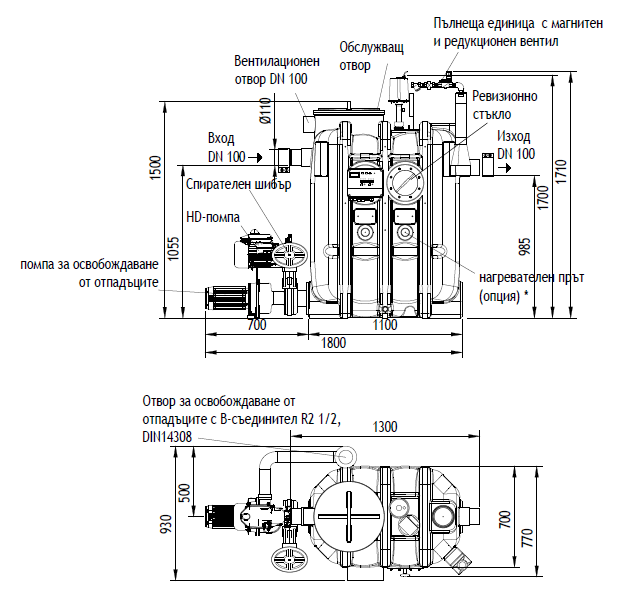 Пълнеща единица с магнитен
и редукционен вентил
Обслужващ
отвор
Вентилационен
отвор DN 100
Ø110
Ревизионно
стъкло
Вход
DN 100
Изход
DN 100
Спирателен шибър
HD-помпа
помпа за освобождаване
от отпадъците
нагревателен прът
(опция) *
1500
1055
985
1700
1710
700
1100
1800
Отвор за освобождаване от
отпадъците с B-съединител R2 1/2,
DIN14308
1300
930
500
700
770